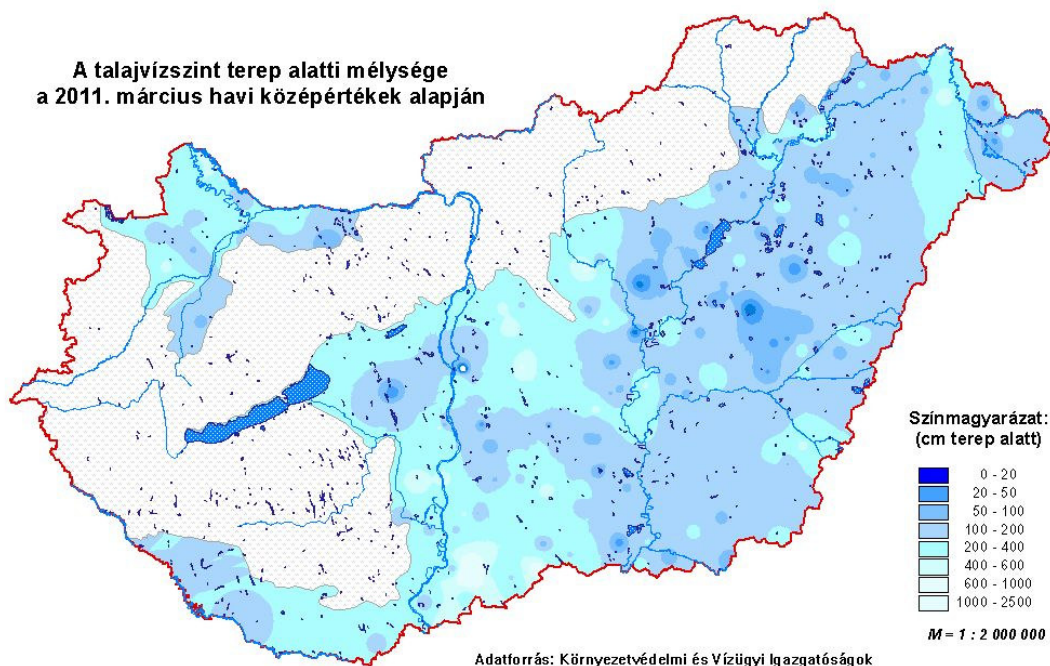 A talajvízszint terep alatti mélysége
a 2011. március havi középértékek alapján
Színmagyarázat:
(cm terep alatt)
0 - 20
20 - 50
50 - 100
100 - 200
200 - 400
400 - 600
600 - 1000
1000 - 2500
M = 1 : 2 000 000
Adatforrás: Környezetvédelmi és Vízügyi Igazgatóságok